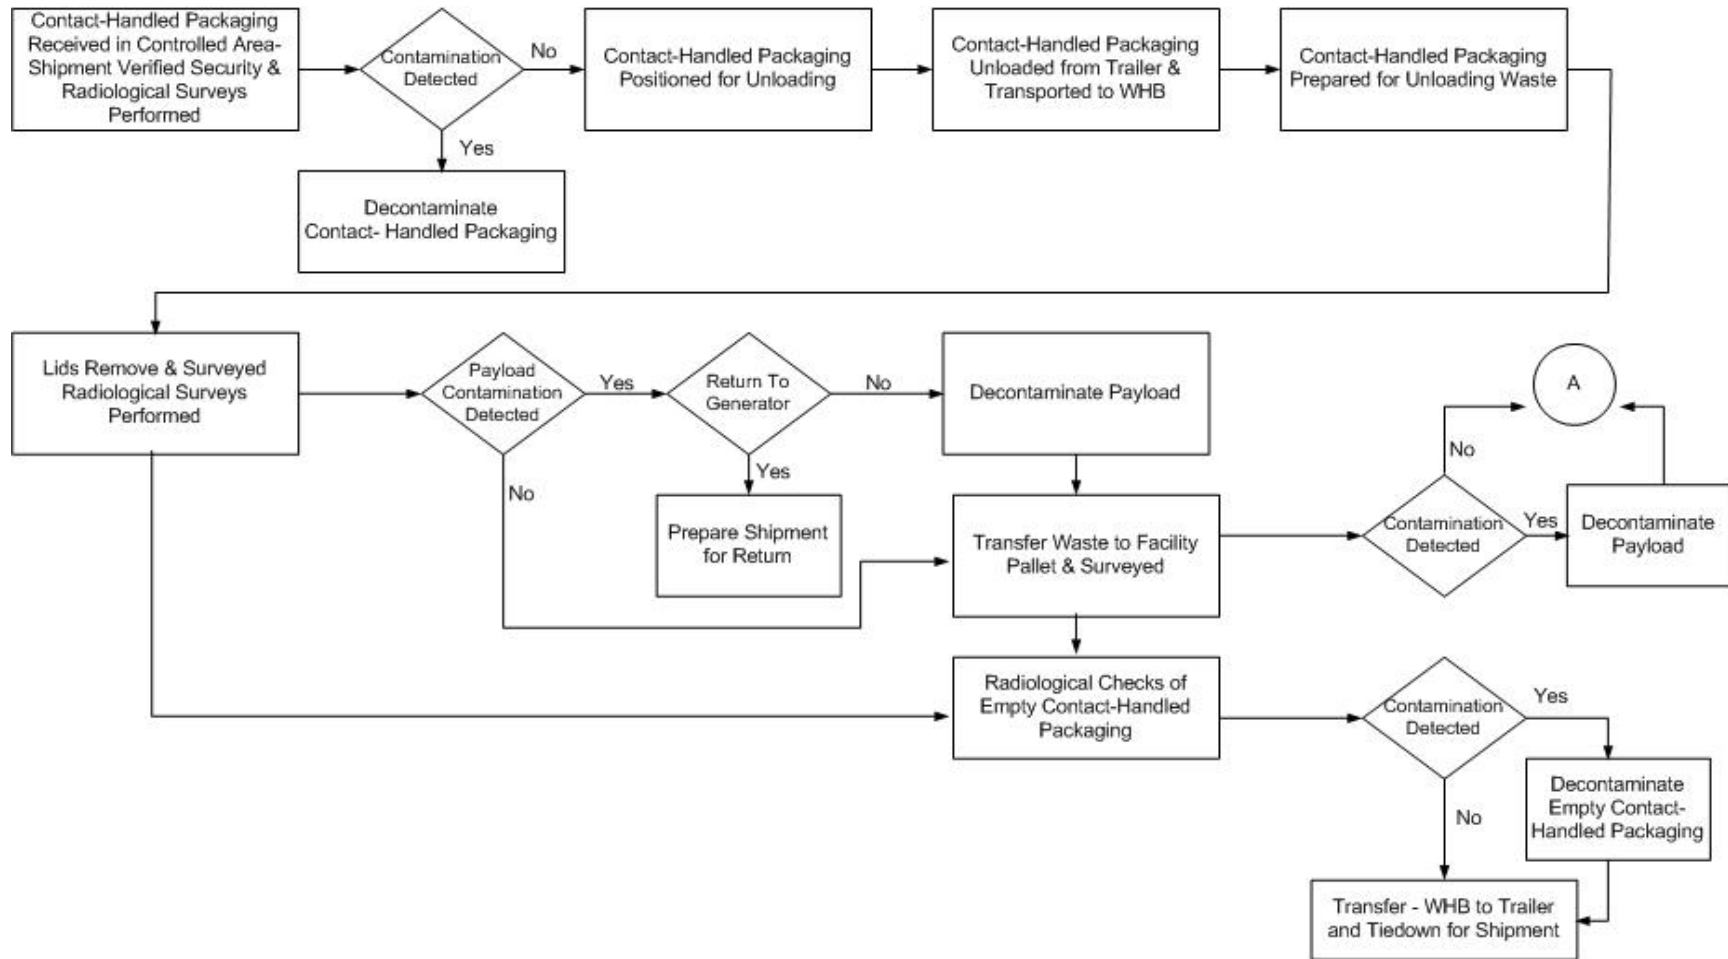 Contact-Handled Packaging
Received in Controlled Area-
Shipment Verified Security &
Radiological Surveys
Performed
Contamination
Detected
No
Yes
Contact-Handled Packaging
Positioned for Unloading
Contact-Handled Packaging
Unloaded from Trailer &
Transported to WHB
Contact-Handled Packaging
Prepared for Unloading Waste
Decontaminate
Contact- Handled Packaging
Lids Remove & Surveyed
Radiological Surveys
Performed
Payload
Contamination
Detected
Yes
No
Return To
Generator
No
Yes
Decontaminate Payload
Prepare Shipment
for Return
Transfer Waste to Facility
Pallet & Surveyed
A
No
Contamination
Detected
Yes
Decontaminate
Payload
Radiological Checks of
Empty Contact-Handled
Packaging
Contamination
Detected
Yes
No
Decontaminate
Empty Contact-
Handled Packaging
Transfer - WHB to Trailer
and Tiedown for Shipment